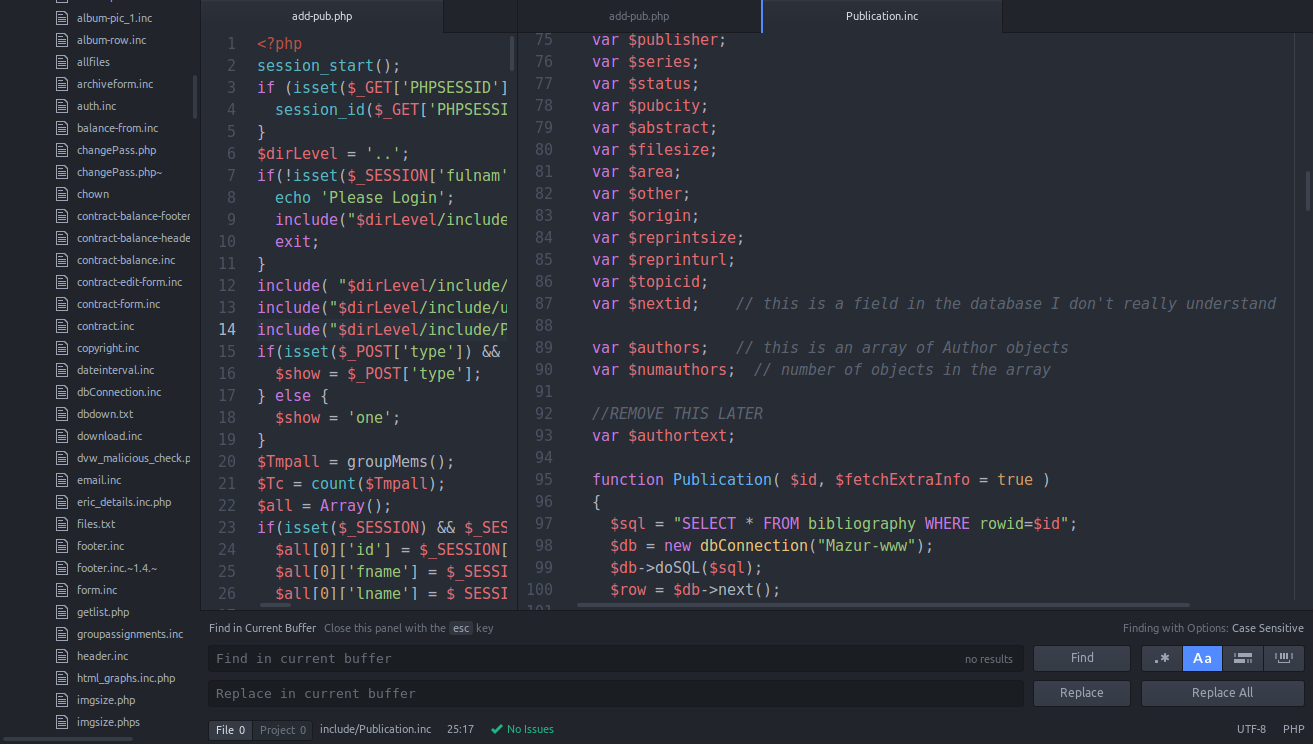 album-pic_1.inc
album-row.inc
allfiles
archiveform.inc
auth.inc
balance-from.inc
changePass.php
changePass.php~
chown
contract-balance-footer
contract-balance-heade
contract-balance.inc
contract-edit-form.inc
contract-form.inc
contract.inc
copyright.inc
dateinterval.inc
dbConnection.inc
dbdown.txt
download.inc
dvw_malicious_check.p
email.inc
eric_details.inc.php
files.txt
footer.inc
footer.inc.~1.4.~
form.inc
getlist.php
groupassignments.inc
header.inc
html_graphs.inc.php
imgsize.php
imgsize.phps
add-pub.php
1 <?php
2 session_start();
3 if (isset($_GET['PHPSESSID']
4 session_id($_GET['PHPSESSI
5 }
6 $dirLevel = '..';
7 if(!isset($_SESSION['fulnam'
8 echo 'Please Login';
9 include("$dirLevel/include
10 exit;
11 }
12 include( "$dirLevel/include/
13 include("$dirLevel/include/u
14 include("$dirLevel/include/P
15 if(isset($_POST['type']) &&
16 $show = $_POST['type'];
17 } else {
18 $show = 'one';
19 }
20 $Tmpall = groupMems();
21 $Tc = count($Tmpall);
22 $all = Array();
23 if(isset($_SESSION) && $_SES
24 $all[0]['id'] = $_SESSION[
25 $all[0]['fname'] = $_SESSI
26 $all[0]['lname'] = $_SESSI
add-pub.php
Publication.inc
75 var $publisher;
76 var $series;
77 var $status;
78 var $pubcity;
79 var $abstract;
80 var $filesize;
81 var $area;
82 var $other;
83 var $origin;
84 var $reprintsize;
85 var $reprinturl;
86 var $topicid;
87 var $nextid; // this is a field in the database I don't really understand
88
89 var $authors; // this is an array of Author objects
90 var $numauthors; // number of objects in the array
91
92 //REMOVE THIS LATER
93 var $authortext;
94
95 function Publication( $id, $fetchExtraInfo = true )
96 {
97 $sql = "SELECT * FROM bibliography WHERE rowid=$id";
98 $db = new dbConnection("Mazur-www");
99 $db->doSQL($sql);
100 $row = $db->next();
101
Find in Current Buffer Close this panel with the esc key
Finding with Options: Case Sensitive
Find in current buffer
no results
Find
.* Aa
Replace in current buffer
Replace
Replace All
File 0 Project 0 include/Publication.inc 25:17 No Issues
UTF-8 PHP